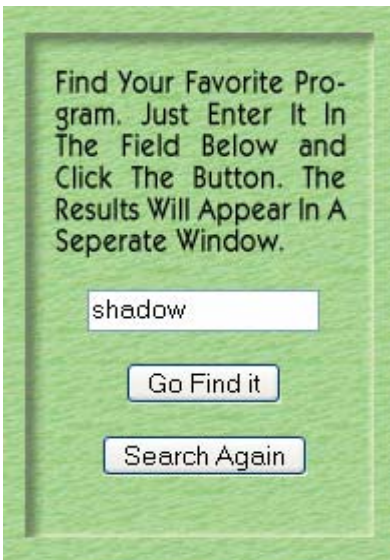 Find Your Favorite Pro-
gram. Just Enter It In
The Field Below and
Click The Button. The
Results Will Appear In A
Seperate Window.
shadow
Go Find it
Search Again